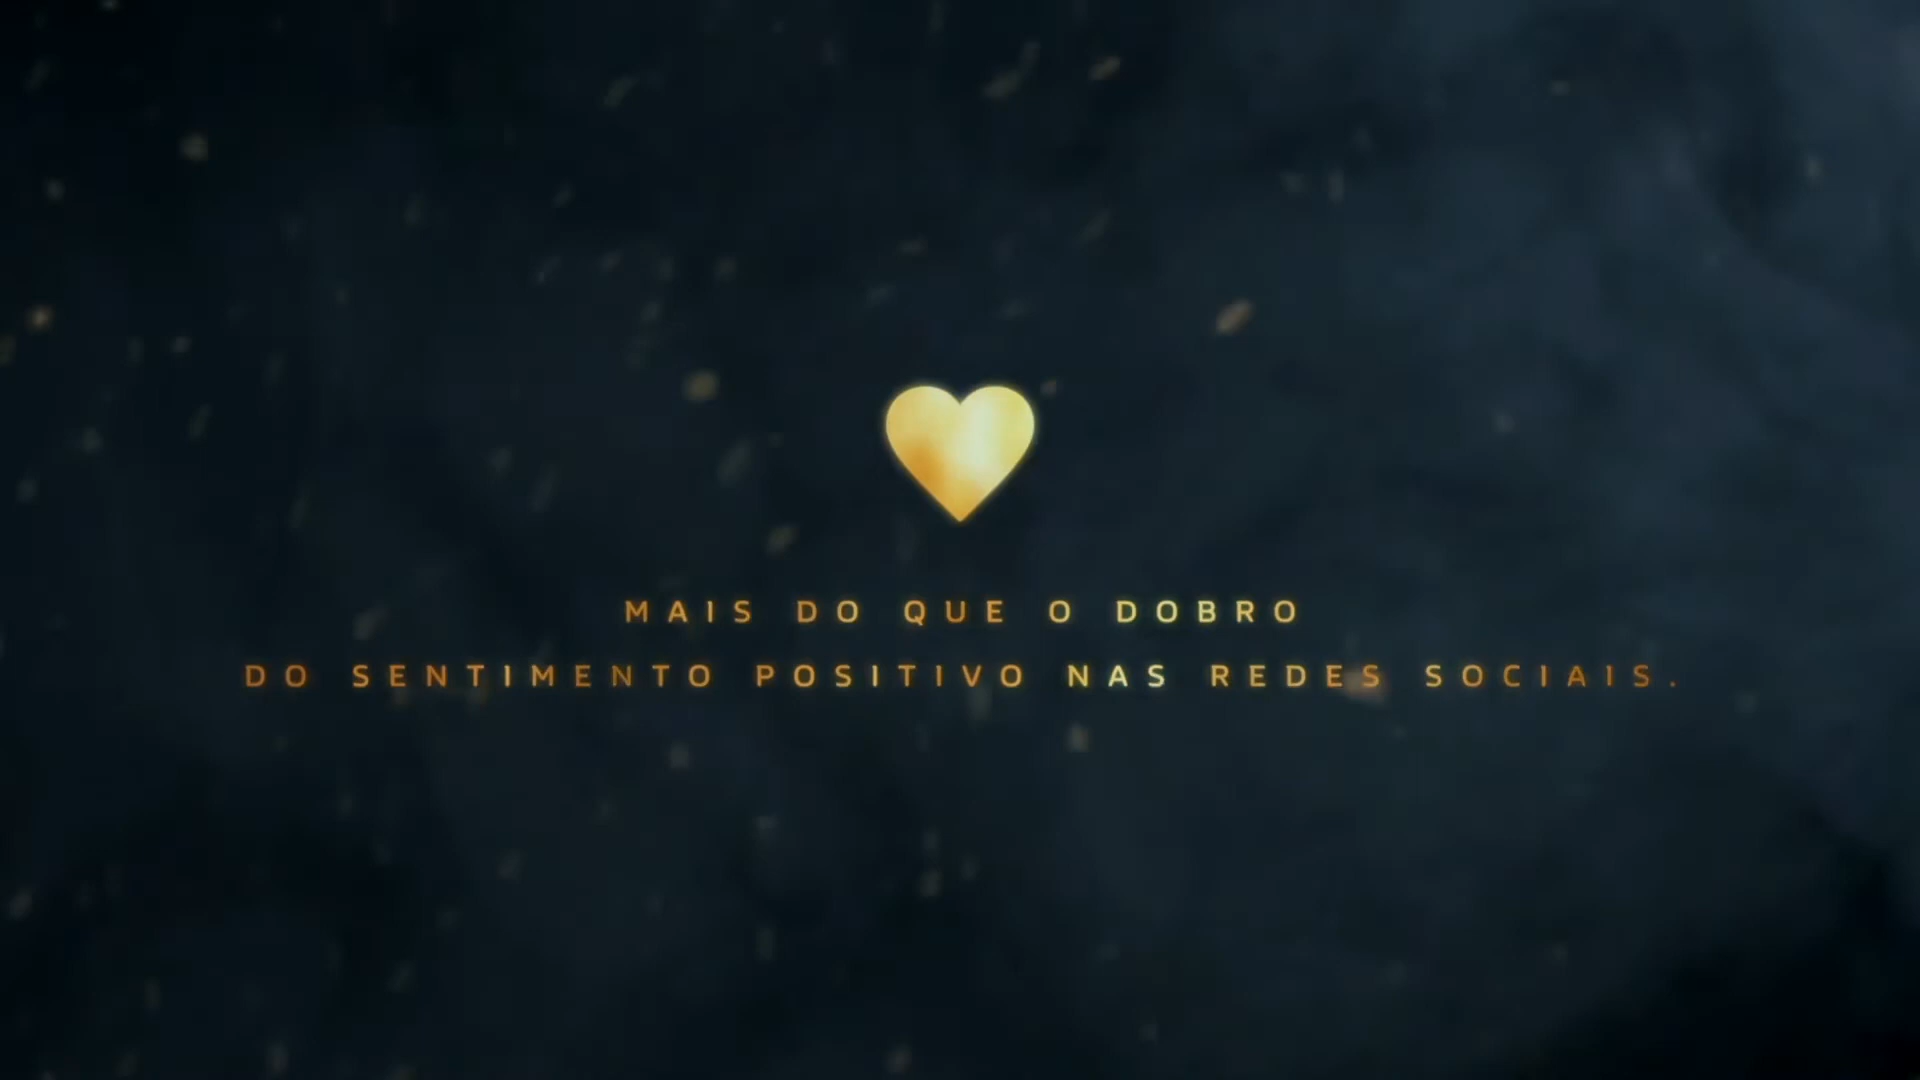 MAIS DO QUE O DOBRO
DO SENTIMENTO POSITIVO NAS REDES SOCIAIS.